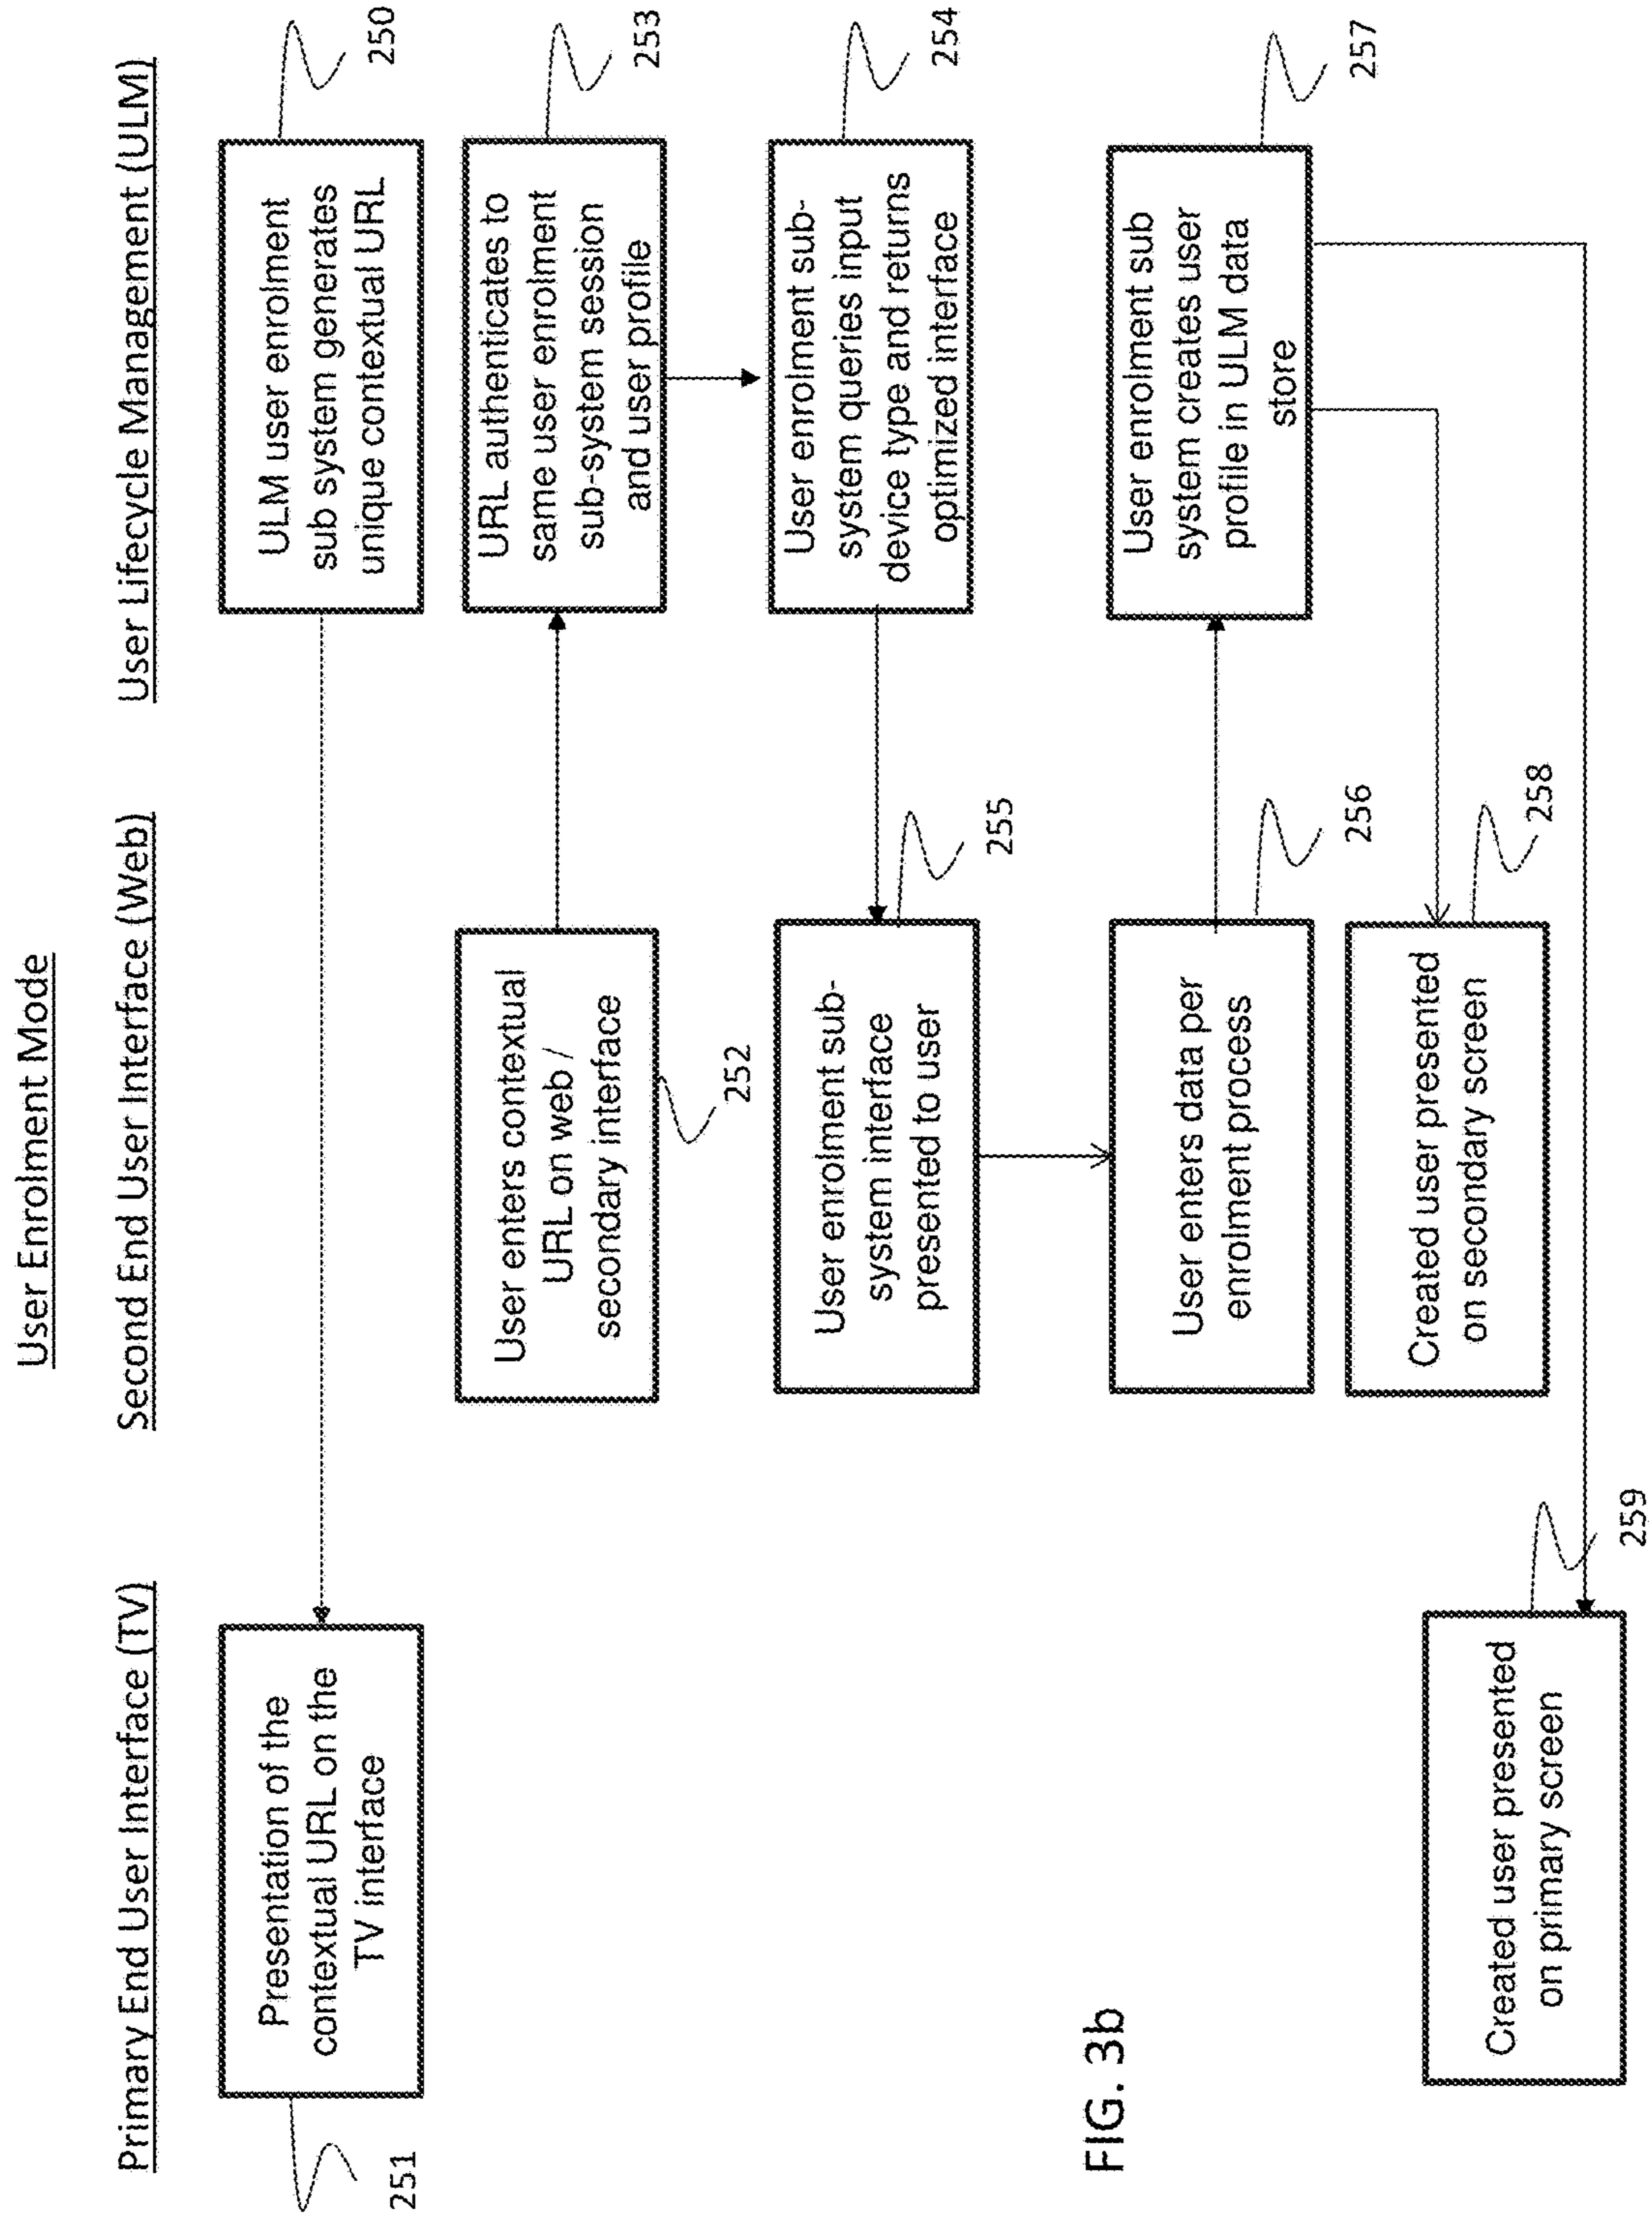 User Enrolment Mode
Primary End User Interface (TV)
Second End User Interface (Web)
User Lifecycle Management (ULM)
Presentation of the
contextual URL on the
TV interface
251
ULM user enrolment
sub system generates
unique contextual URL
250
User enters contextual
URL on web /
secondary interface
252
URL authenticates to
same user enrolment
sub-system session
and user profile
253
User enrolment sub-
system queries input
device type and returns
optimized interface
254
User enrolment sub-
system interface
presented to user
255
User enters data per
enrolment process
256
User enrolment sub
system creates user
profile in ULM data
store
257
Created user presented
on secondary screen
258
Created user presented
on primary screen
259
FIG. 3b